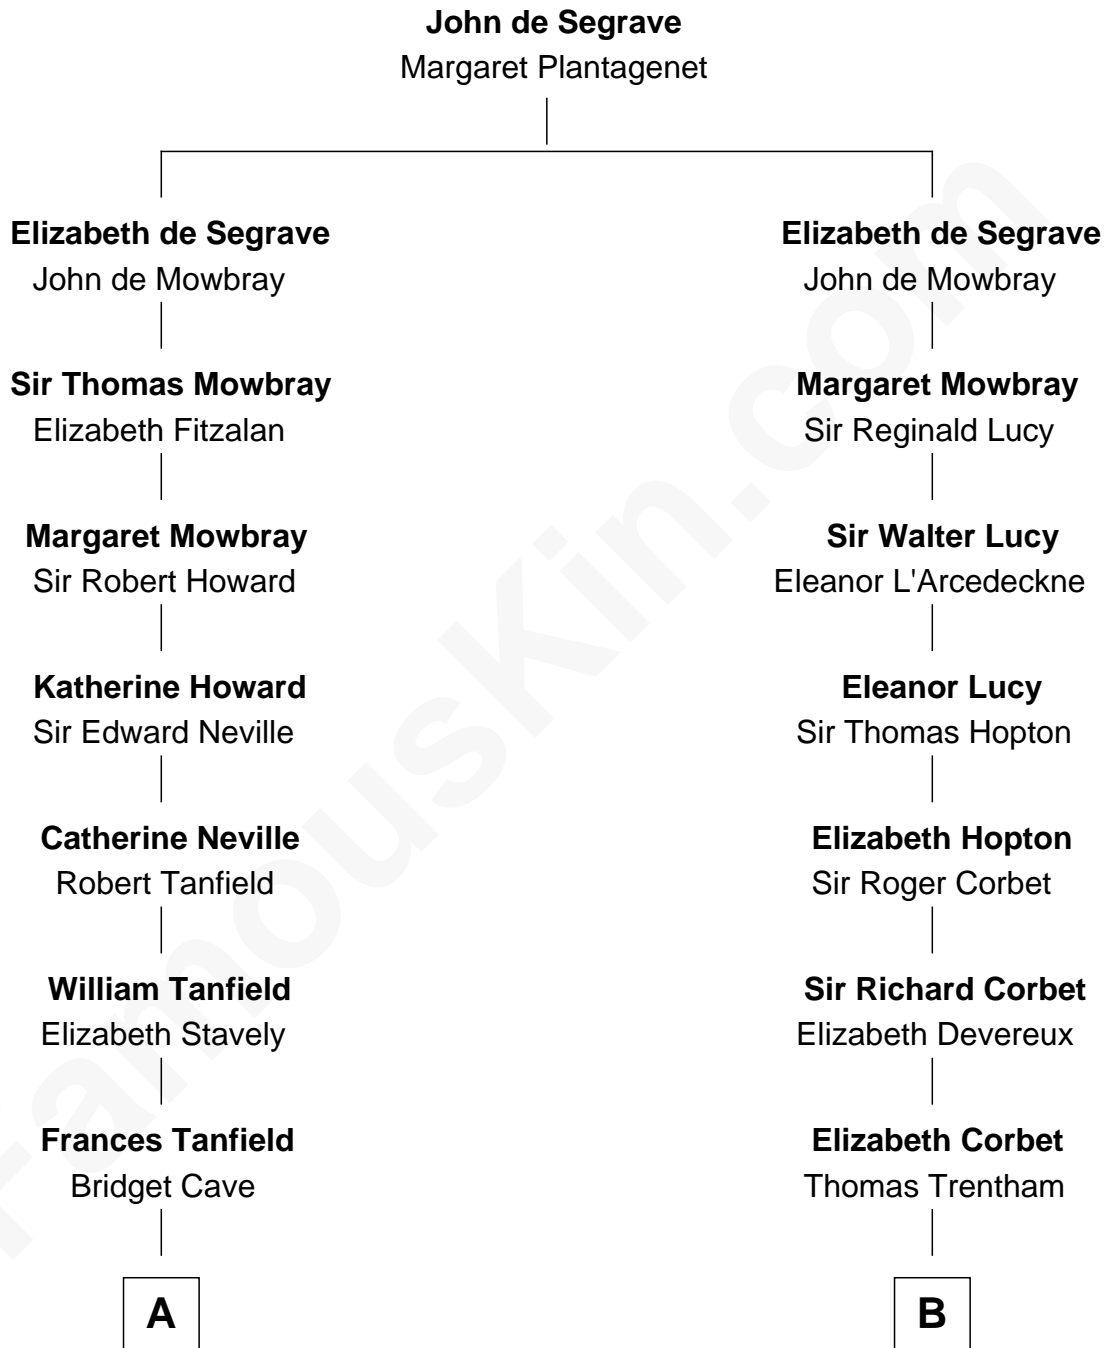 John de Segrave
Margaret Plantagenet
Elizabeth de Segrave
John de Mowbray
Sir Thomas Mowbray
Elizabeth Fitzalan
Margaret Mowbray
Sir Robert Howard
Katherine Howard
Sir Edward Neville
Catherine Neville
Robert Tanfield
William Tanfield
Elizabeth Stavely
Frances Tanfield
Bridget Cave
A
Elizabeth de Segrave
John de Mowbray
Margaret Mowbray
Sir Reginald Lucy
Sir Walter Lucy
Eleanor L'Arcedeckne
Eleanor Lucy
Sir Thomas Hopton
Elizabeth Hopton
Sir Roger Corbet
Sir Richard Corbet
Elizabeth Devereux
Elizabeth Corbet
Thomas Trentham
B
FamousKin.com